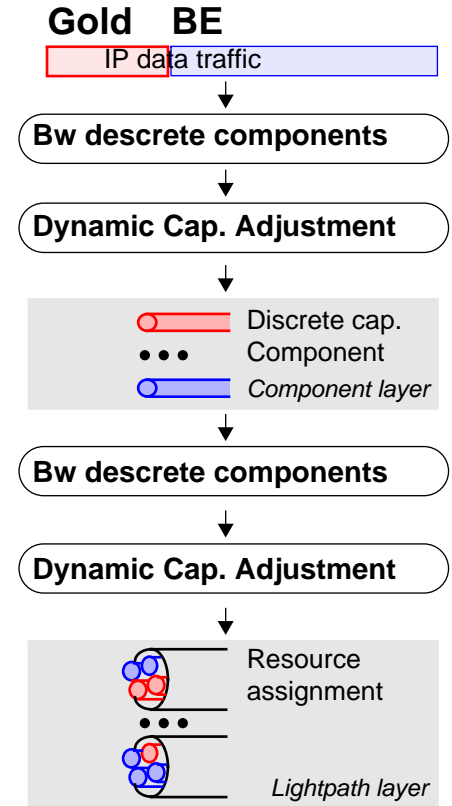 Gold BE
IP data traffic
Bw descrete components
Dynamic Cap. Adjustment
Discrete cap.
Component
Component layer
Bw descrete components
Dynamic Cap. Adjustment
Resource
assignment
Lightpath layer